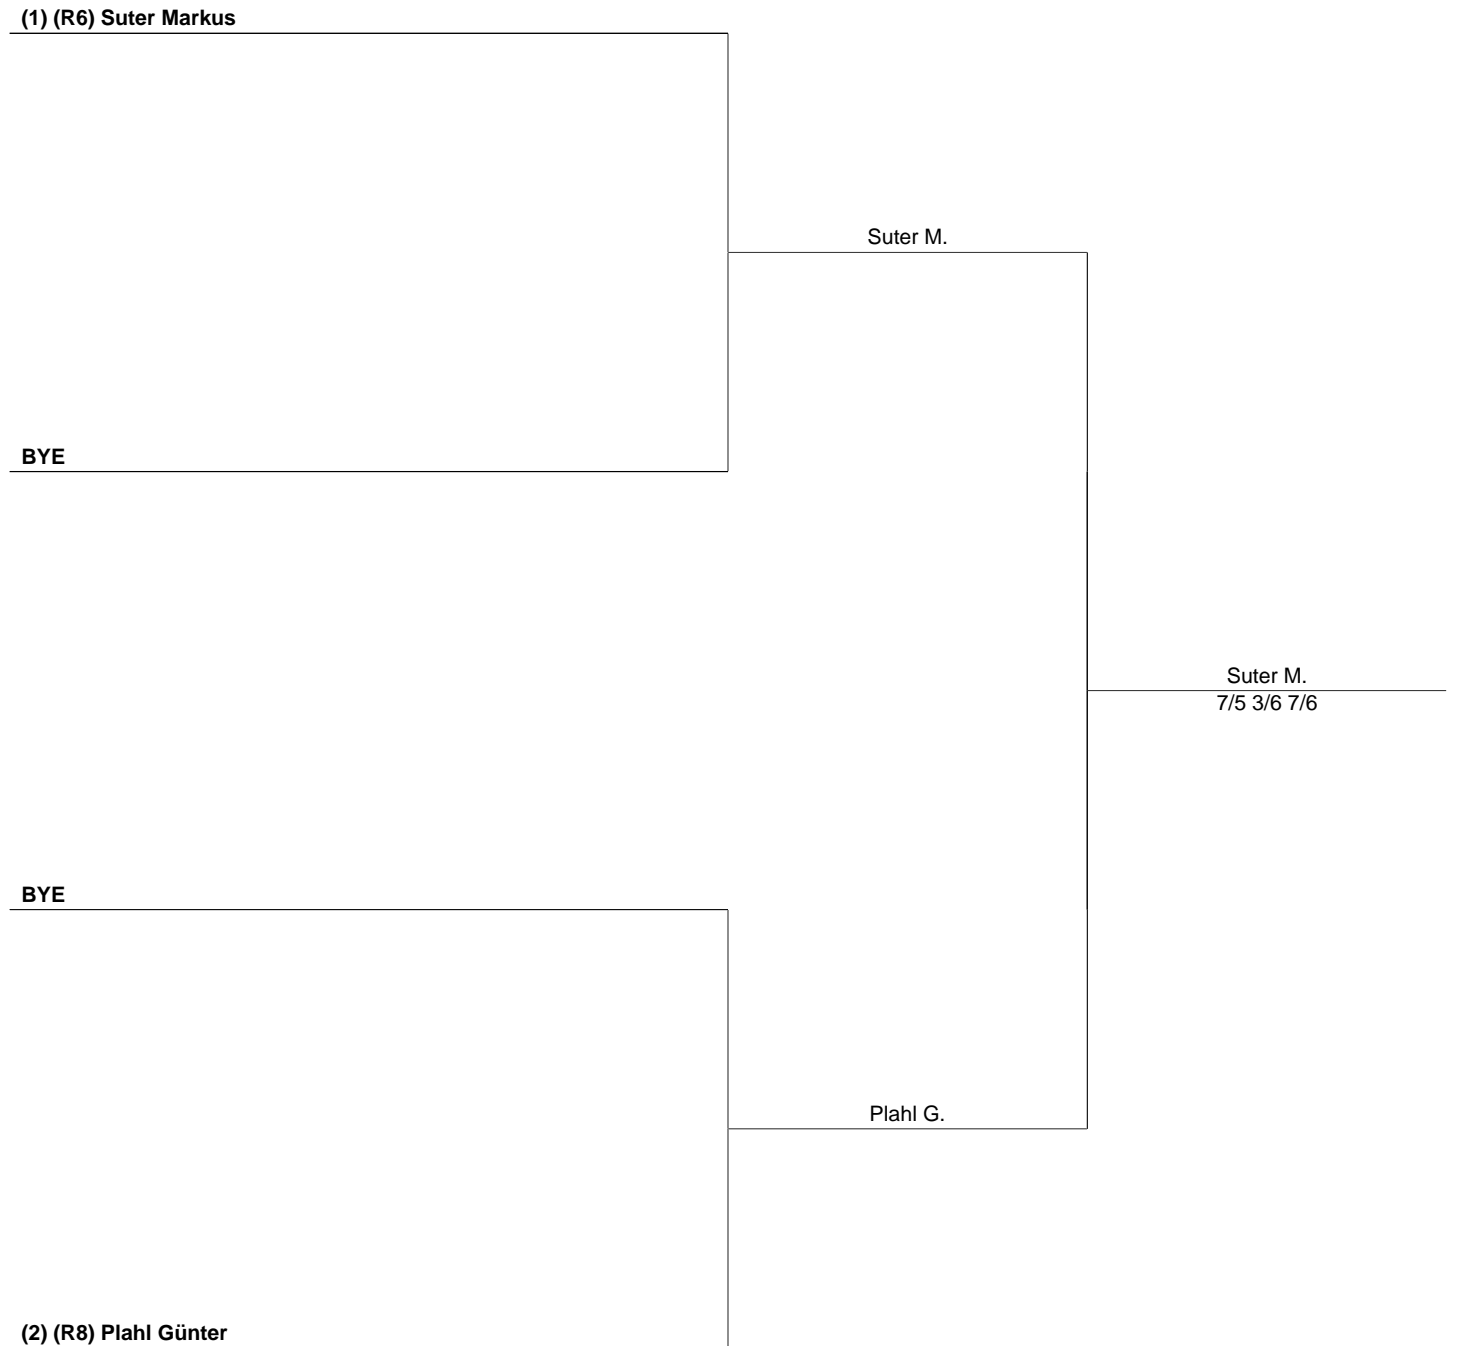 (1) (R6) Suter Markus
Suter M.
BYE
Suter M.
7/5 3/6 7/6
BYE
Plahl G.
(2) (R8) Plahl Günter